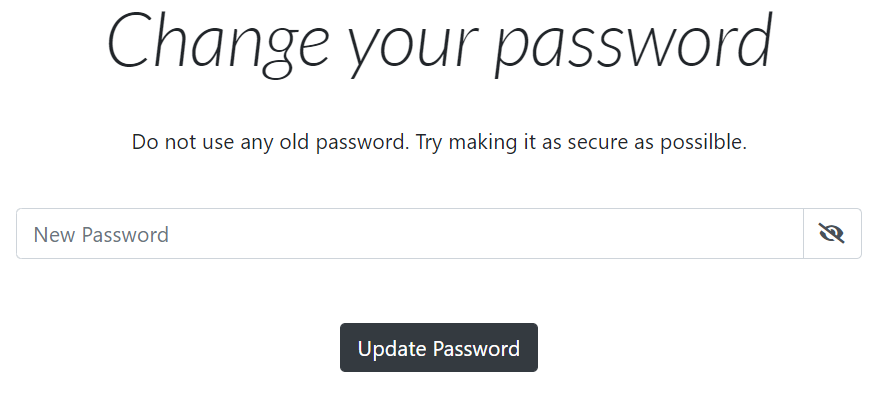 Change your password
Do not use any old password. Try making it as secure as possilble.
New Password
Update Password